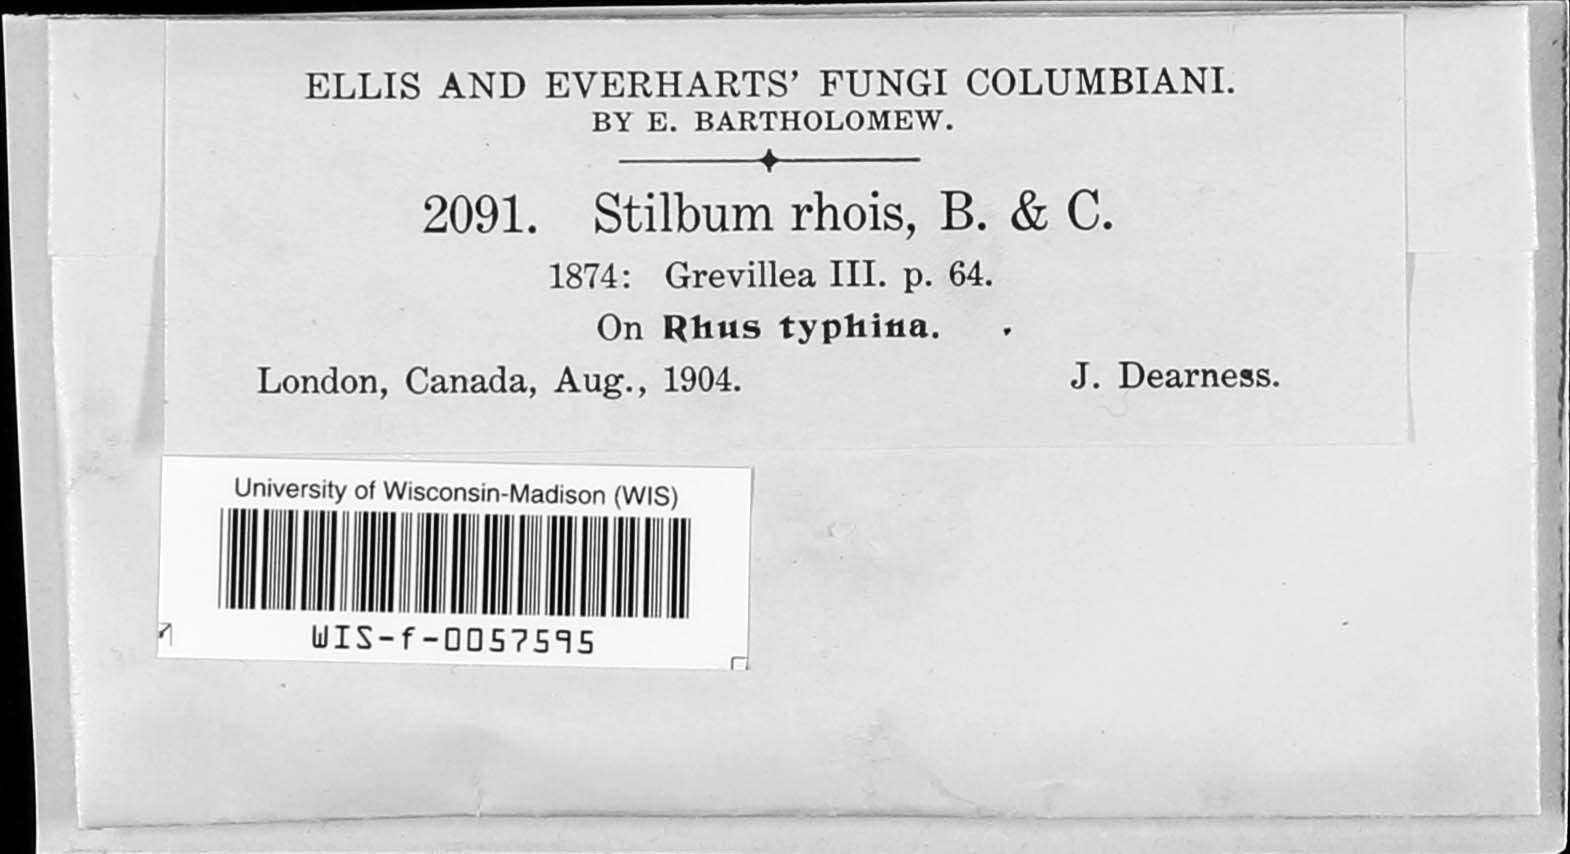 ELLIS AND EVERHARTS' FUNGI COLUMBIANI.
BY E. BARTHOLOMEW.
2091. Stilbum rhois, B. & C.
1874: Grevillea III. p. 64.
On Rhus typhina.
London, Canada, Aug., 1904. J. Dearness.
University of Wisconsin-Madison (WIS)
WIS-f-0057595